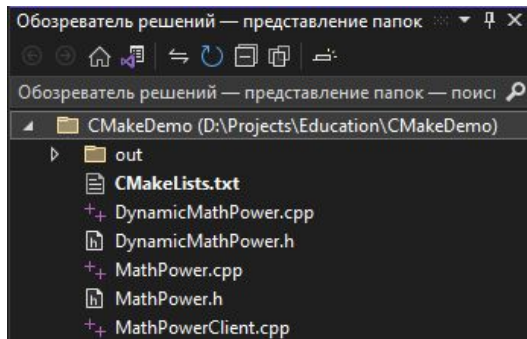 Обозреватель решений — представление папок
Обозреватель решений — представление папок — поис
CMakeDemo (D:\Projects\Education\CMakeDemo)
out
CMakeLists.txt
DynamicMathPower.cpp
DynamicMathPower.h
MathPower.cpp
MathPower.h
MathPowerClient.cpp